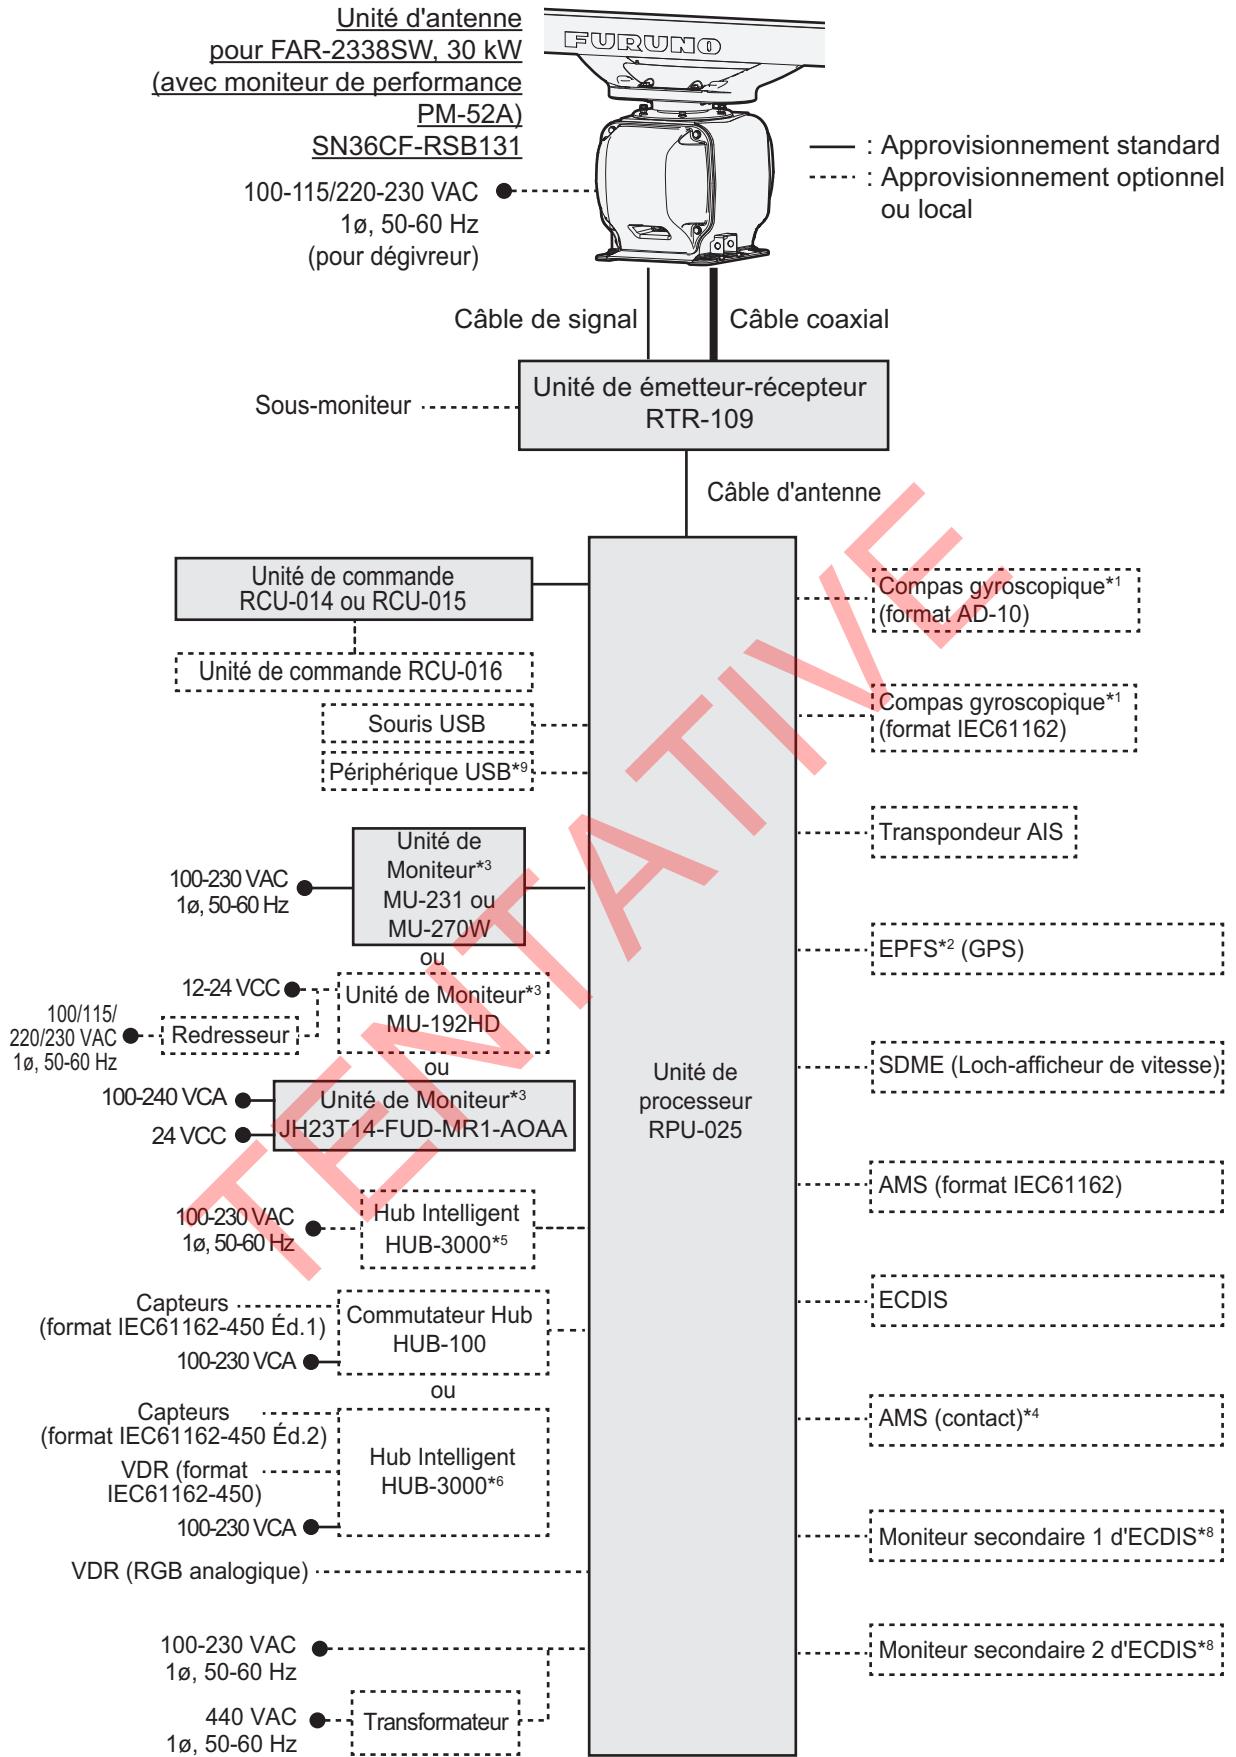 Unité d'antenne
pour FAR-2338SW, 30 kW
(avec moniteur de performance
PM-52A)
SN36CF-RSB131
FURUNO
100-115/220-230 VAC
1ø, 50-60 Hz
(pour dégivreur)
: Approvisionnement standard
: Approvisionnement optionnel
ou local
Câble de signal
Câble coaxial
Unité de émetteur-récepteur
RTR-109
Sous-moniteur
Câble d'antenne
Unité de commande
RCU-014 ou RCU-015
Unité de commande RCU-016
Souris USB
Périphérique USB*9
Unité de
Moniteur*3
MU-231 ou
MU-270W
100-230 VAC
1ø, 50-60 Hz
ou
12-24 VCC
Unité de Moniteur*3
MU-192HD
100/115/
220/230 VAC
1ø, 50-60 Hz
Redresseur
ou
100-240 VCA
24 VCC
Unité de Moniteur*3
JH23T14-FUD-MR1-AOAA
100-230 VAC
1ø, 50-60 Hz
Hub Intelligent
HUB-3000*5
Capteurs
(format IEC61162-450 Éd.1)
100-230 VCA
Commutateur Hub
HUB-100
ou
Capteurs
(format IEC61162-450 Éd.2)
VDR (format
IEC61162-450)
100-230 VCA
Hub Intelligent
HUB-3000*6
VDR (RGB analogique)
100-230 VAC
1ø, 50-60 Hz
440 VAC
1ø, 50-60 Hz
Transformateur
Unité de
processeur
RPU-025
Compas gyroscopique*1
(format AD-10)
Compas gyroscopique*1
(format IEC61162)
Transpondeur AIS
EPFS*2 (GPS)
SDME (Loch-afficheur de vitesse)
AMS (format IEC61162)
ECDIS
AMS (contact)*4
Moniteur secondaire 1 d'ECDIS*8
Moniteur secondaire 2 d'ECDIS*8
TENTATIVE